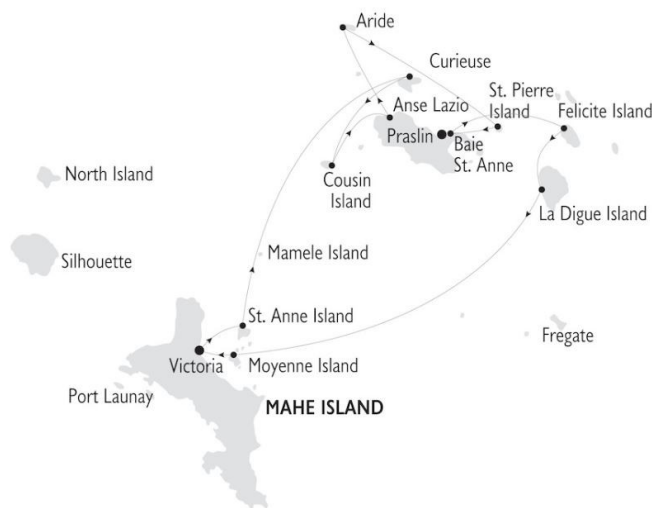 Aride
Curieuse
St. Pierre
Island
Felicite Island
Anse Lazio
Praslin
Baie
St. Anne
North Island
Cousin
Island
La Digue Island
Silhouette
Mamele Island
St. Anne Island
Fregate
Victoria
Moyenne Island
Port Launay
MAHE ISLAND